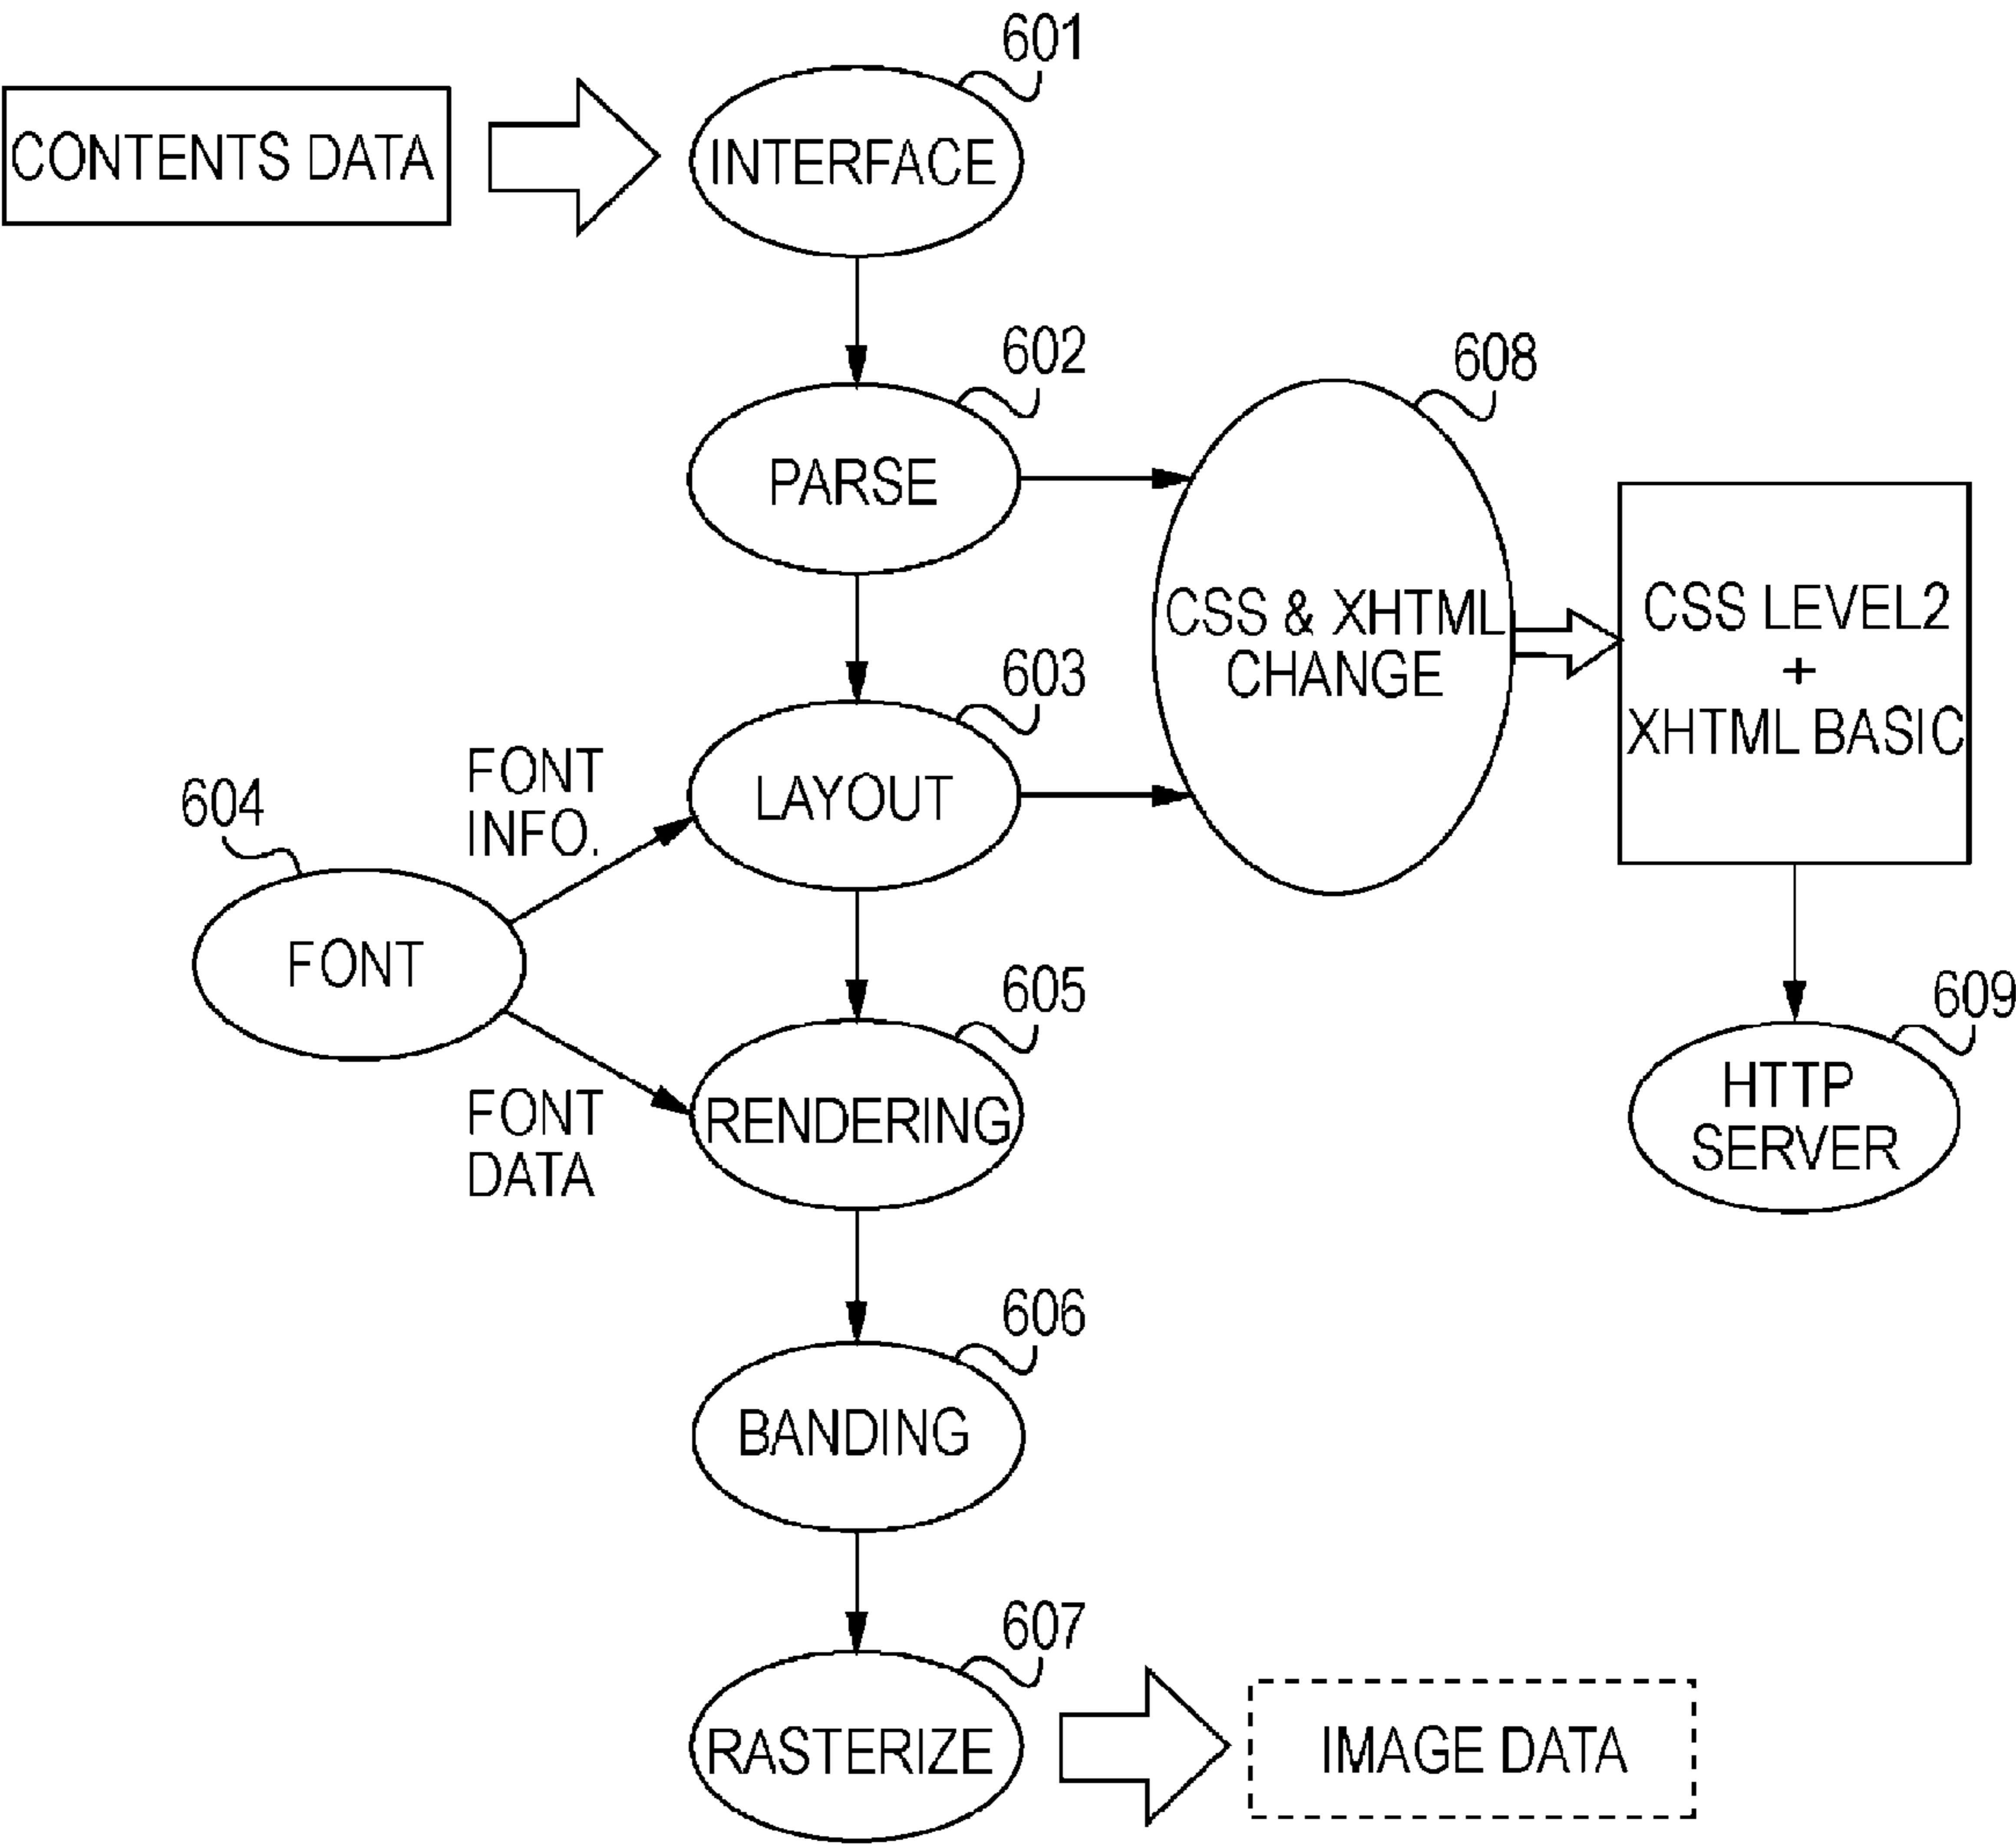 601
CONTENTS DATA
INTERFACE
602
608
PARSE
CSS & XHTML
CHANGE
CSS LEVEL2
+
XHTML BASIC
603
LAYOUT
FONT
INFO.
604
FONT
605
609
RENDERING
FONT
DATA
HTTP
SERVER
606
BANDING
607
RASTERIZE
IMAGE DATA